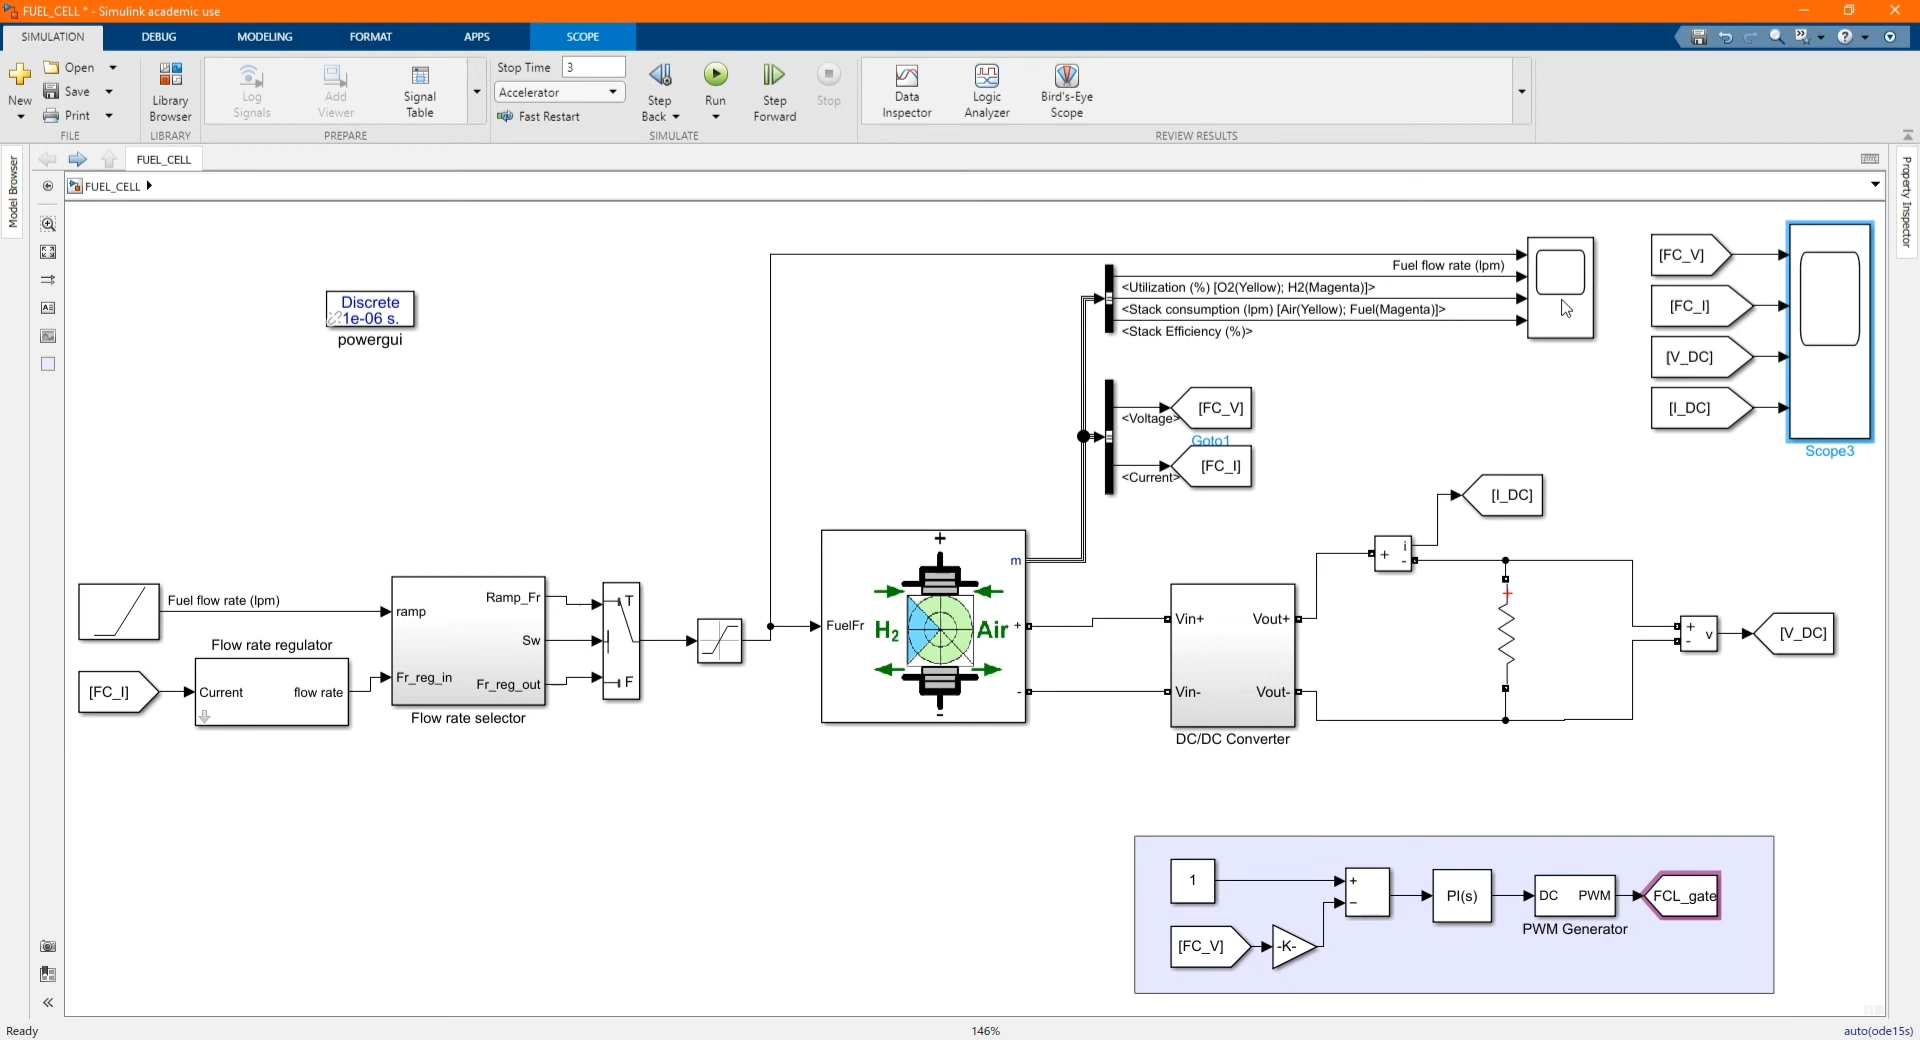 FUEL_CELL * - Simulink academic use
SIMULATION DEBUG MODELING FORMAT APPS SCOPE
New
Open
Save
Print
FILE
Library Browser
LIBRARY
Log Signals
Add Viewer
Signal Table
PREPARE
Stop Time 3
Accelerator
Fast Restart
Step Back
Run
Step Forward
Stop
SIMULATE
Data Inspector
Logic Analyzer
Bird's-Eye Scope
REVIEW RESULTS
Model Browser
FUEL_CELL
FUEL_CELL
Property Inspector
Discrete
1e-06 s.
powergui
Fuel flow rate (lpm)
<Utilization (%) [O2(Yellow); H2(Magenta)]>
<Stack consumption (lpm) [Air(Yellow); Fuel(Magenta)]>
<Stack Efficiency (%)>
[FC_V]
[FC_I]
[V_DC]
[I_DC]
Scope3
<Voltage>
[FC_V]
Goto1
<Current>
[FC_I]
[I_DC]
+ i -
Fuel flow rate (lpm)
Flow rate regulator
[FC_I]
Current flow rate
ramp
Fr_reg_in
Ramp_Fr
Sw
Fr_reg_out
Flow rate selector
T
F
FuelFr
+
H2
Air
-
m
+
-
Vin+ Vout+
Vin- Vout-
DC/DC Converter
+
+ - v
[V_DC]
1
[FC_V]
-K-
+
-
PI(s)
DC PWM
PWM Generator
FCL_gate
Ready
146%
auto(ode15s)